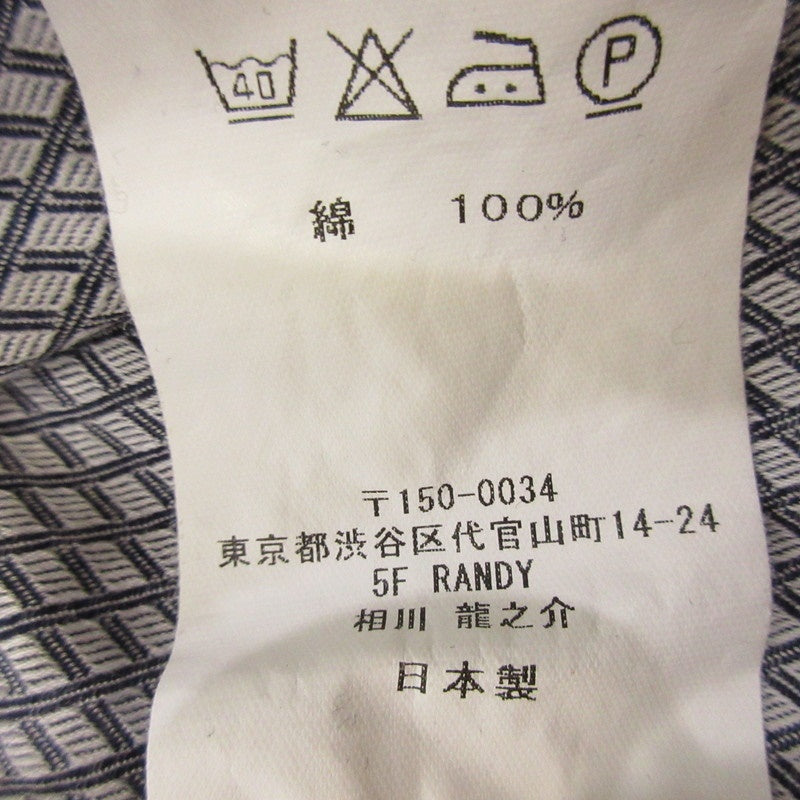 40 P
綿 100%
〒150-0034
東京都渋谷区代官山町14-24
5F RANDY
相川 龍之介
日本製